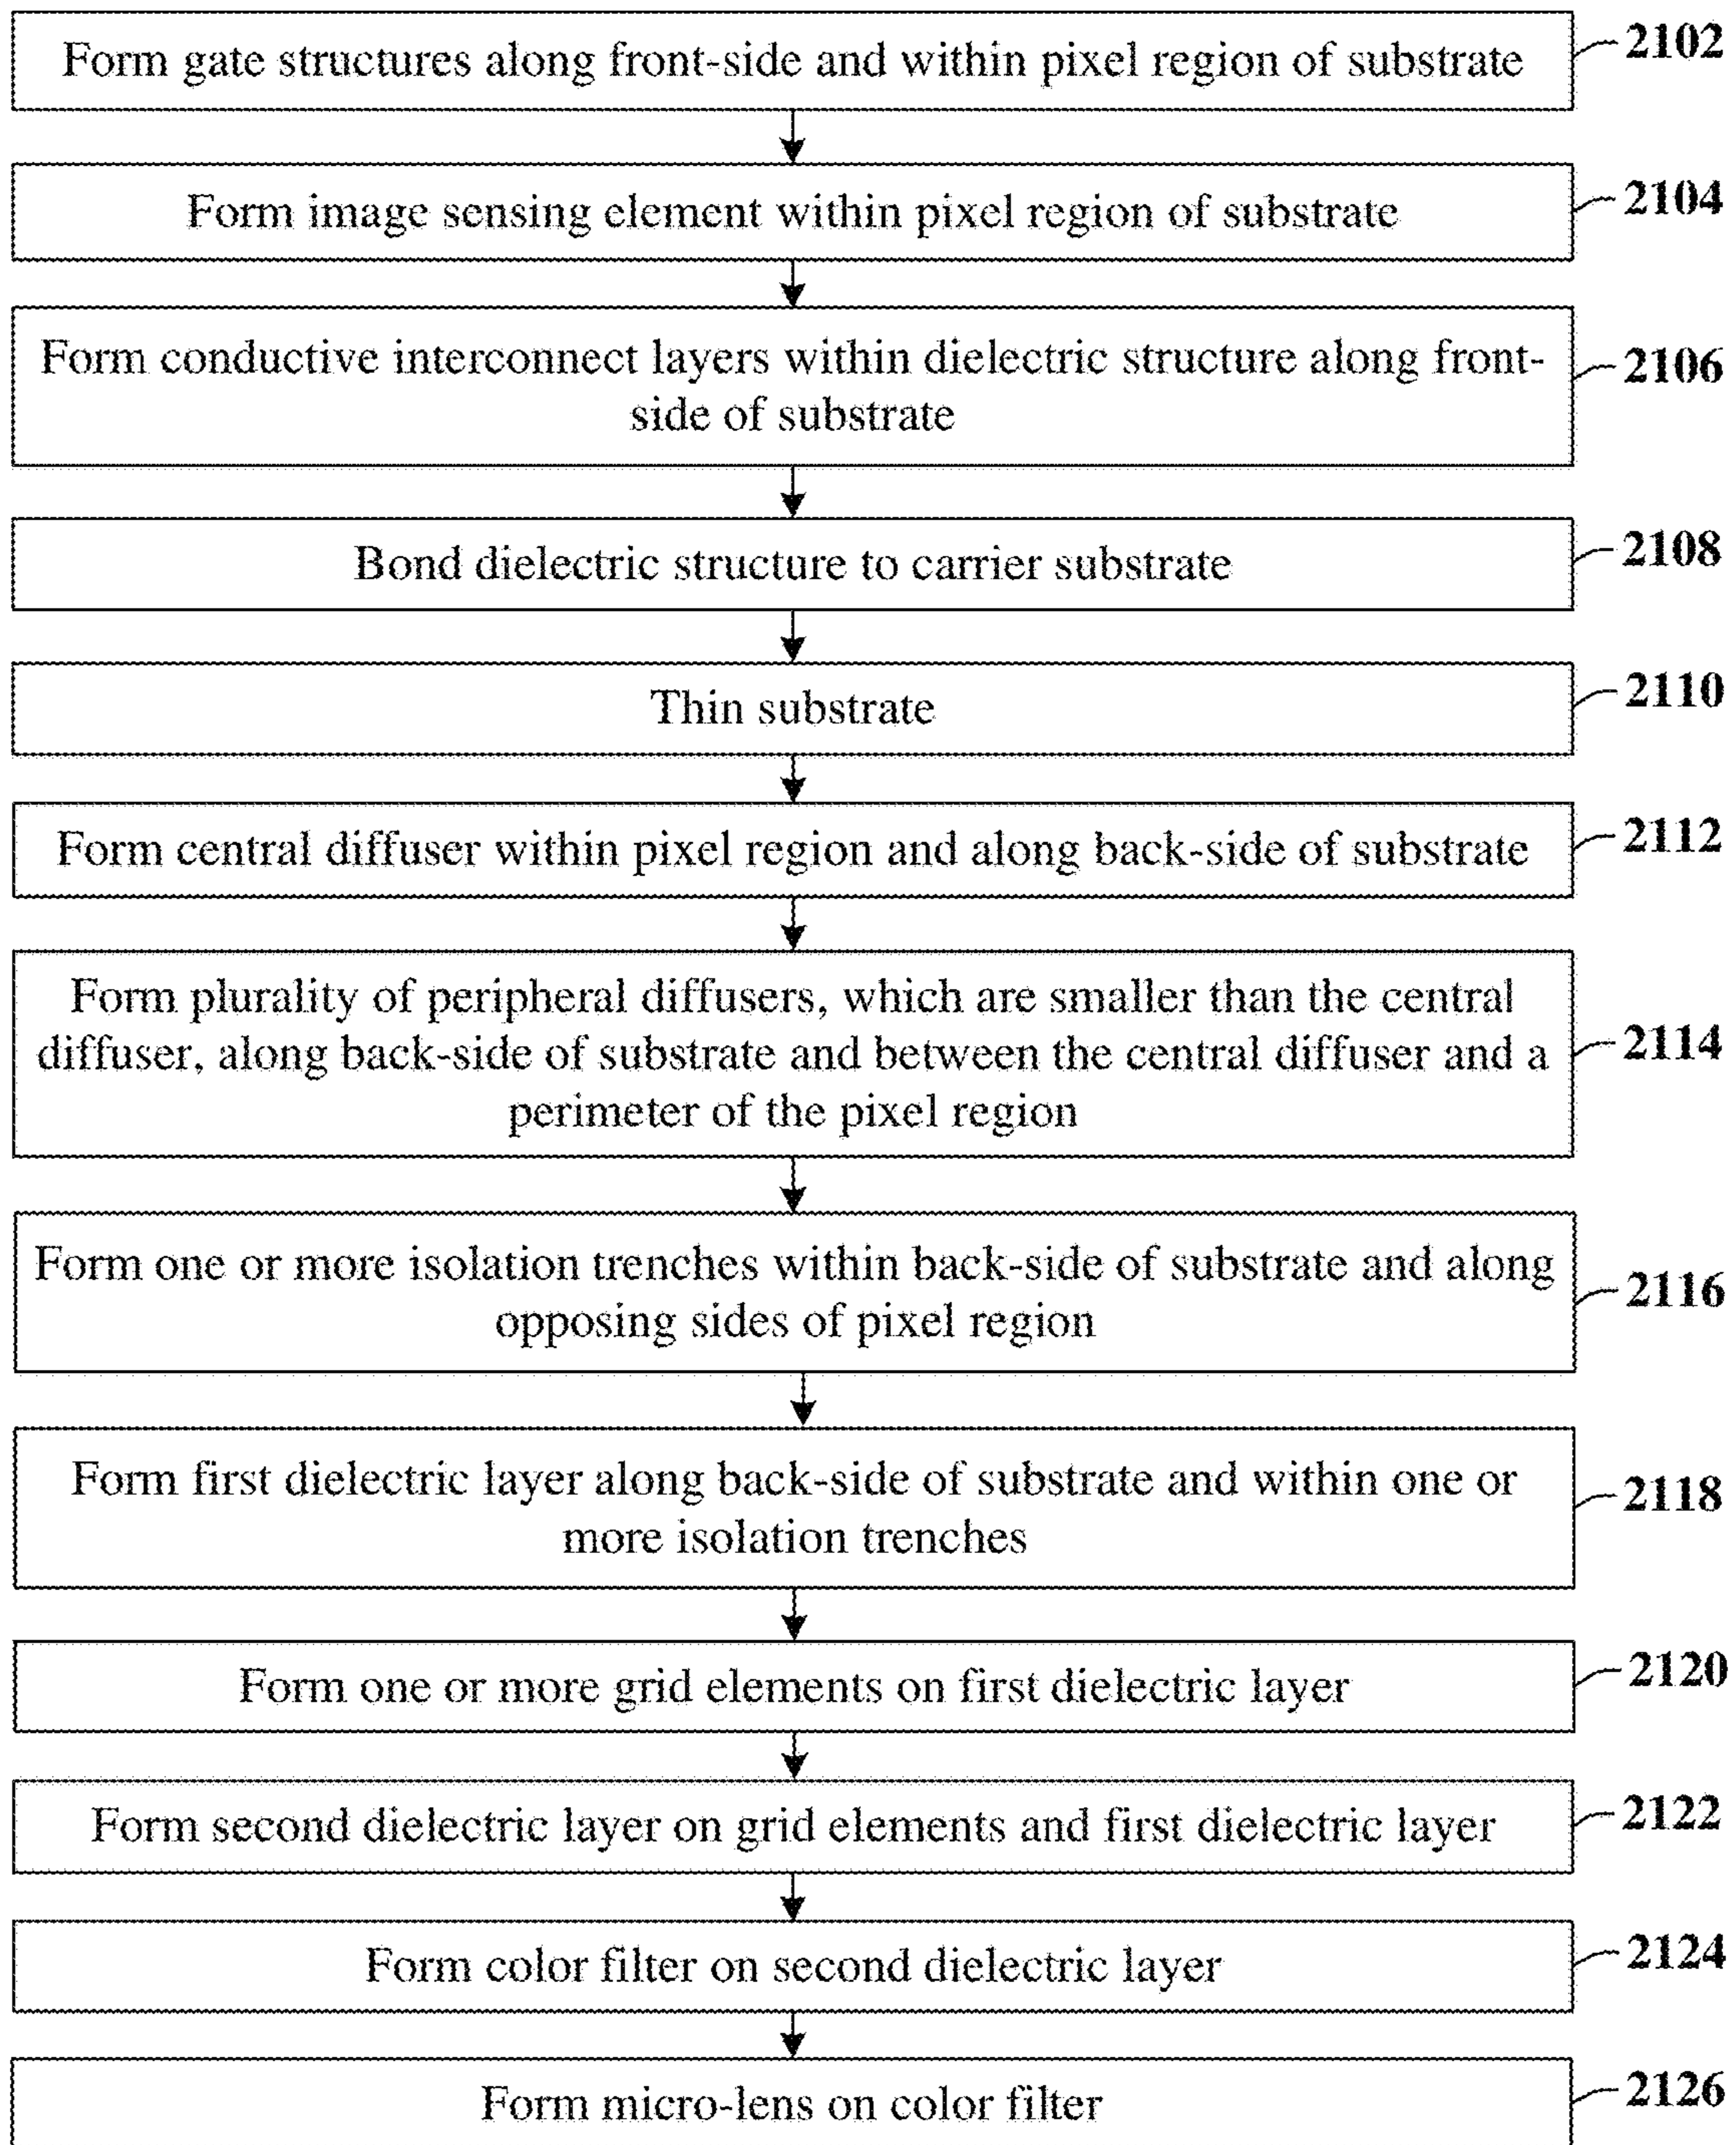 Form gate structures along front-side and within pixel region of substrate
2102
Form image sensing element within pixel region of substrate
2104
Form conductive interconnect layers within dielectric structure along front-
side of substrate
2106
Bond dielectric structure to carrier substrate
2108
Thin substrate
2110
Form central diffuser within pixel region and along back-side of substrate
2112
Form plurality of peripheral diffusers, which are smaller than the central
diffuser, along back-side of substrate and between the central diffuser and a
perimeter of the pixel region
2114
Form one or more isolation trenches within back-side of substrate and along
opposing sides of pixel region
2116
Form first dielectric layer along back-side of substrate and within one or
more isolation trenches
2118
Form one or more grid elements on first dielectric layer
2120
Form second dielectric layer on grid elements and first dielectric layer
2122
Form color filter on second dielectric layer
2124
Form micro-lens on color filter
2126